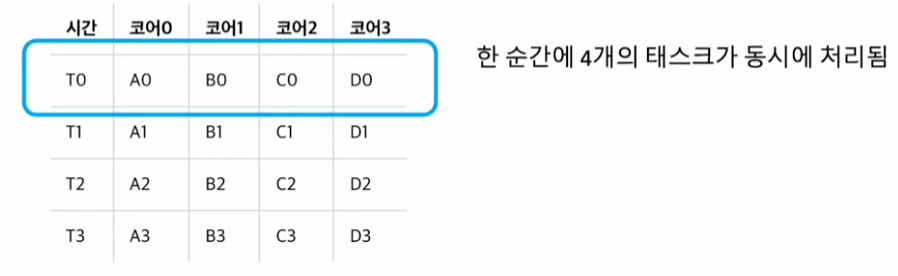 시간 코어0 코어1 코어2 코어3
T0 A0 B0 C0 D0
한 순간에 4개의 태스크가 동시에 처리됨
T1 A1 B1 C1 D1
T2 A2 B2 C2 D2
T3 A3 B3 C3 D3